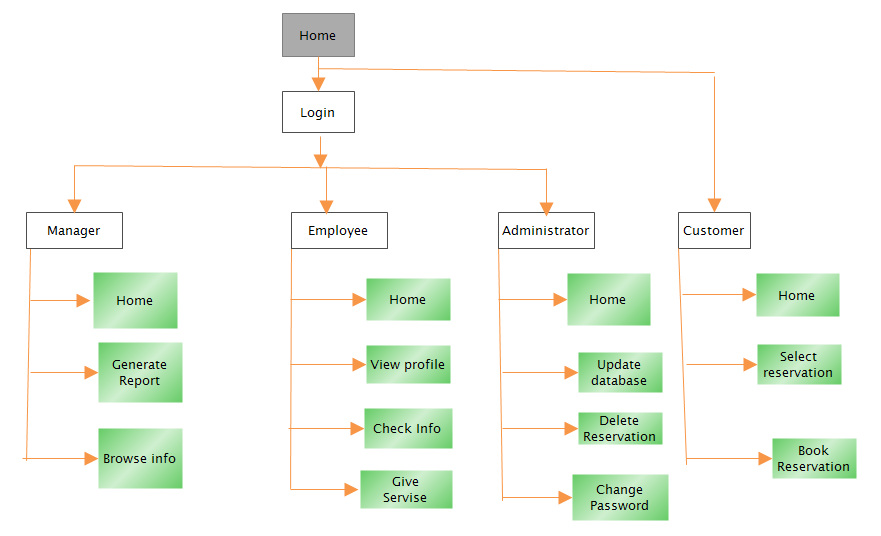 Home
Login
Manager
Employee
Administrator
Customer
Home
Generate
Report
Browse info
Home
View profile
Check Info
Give
Servise
Home
Update
database
Delete
Reservation
Change
Password
Home
Select
reservation
Book
Reservation